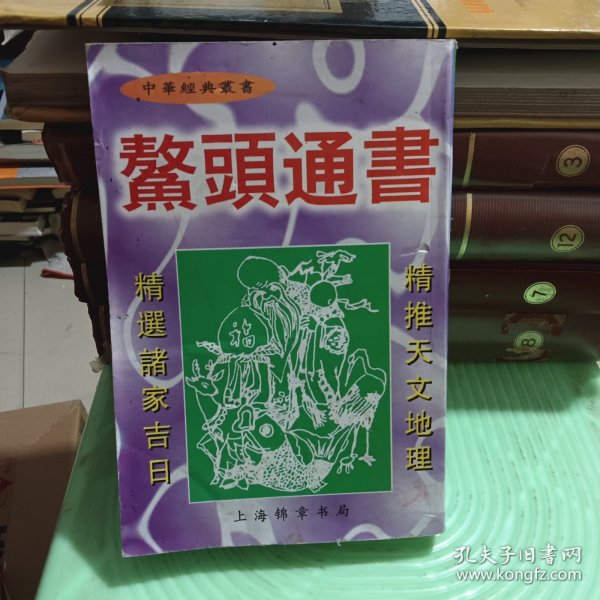 中華經典叢書
鰲頭通書
精推天文地理
精選諸家吉日
福
上海锦章书局
3
12
7
8
孔夫子旧书网
www.kongfz.com